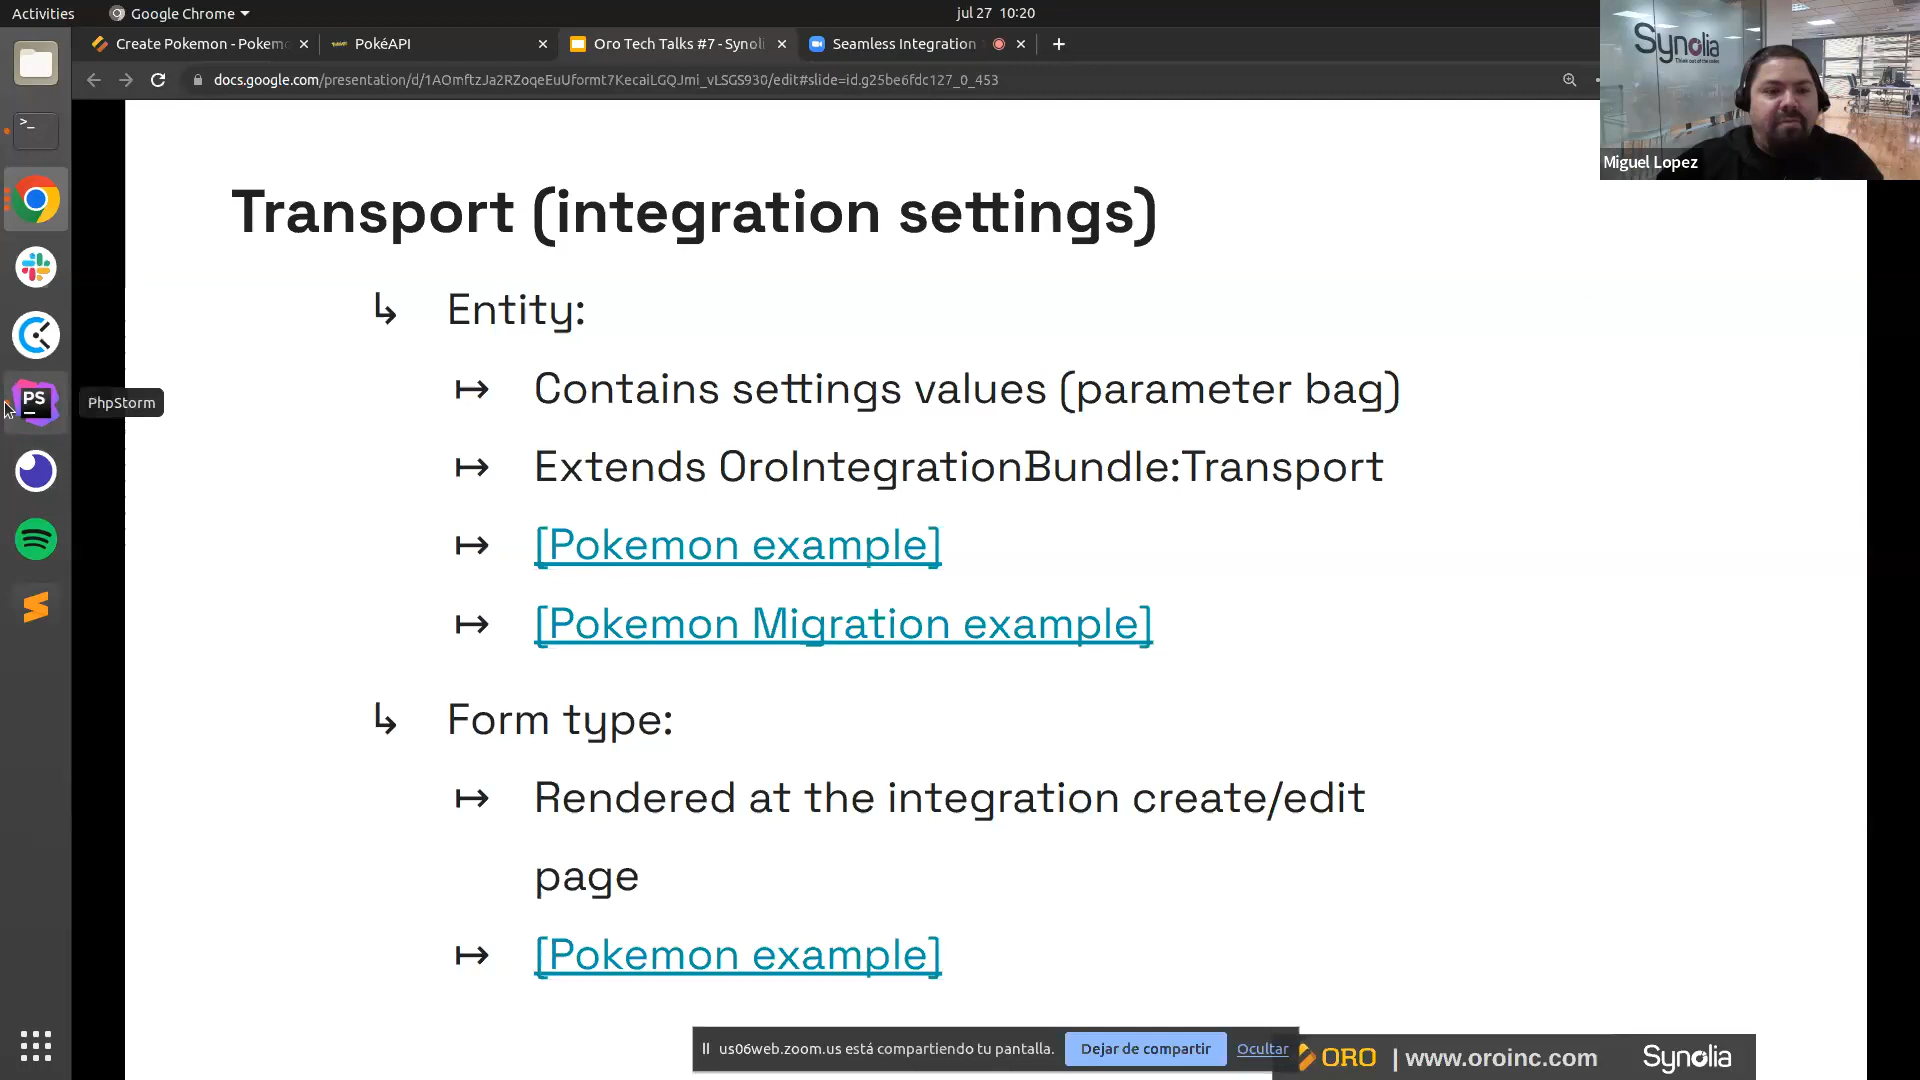 Activities
Google Chrome
jul 27 10:20
Create Pokemon - Pokemo
PokéAPI
Oro Tech Talks #7 - Synoli
Seamless Integration
docs.google.com/presentation/d/1AOmftzJa2RZoqeEuUformt7KecaiLGQJmi_vLSGS930/edit#slide=id.g25be6fdc127_0_453
Synolia
Miguel Lopez
Transport (integration settings)
↳ Entity:
↦ Contains settings values (parameter bag)
PS
PhpStorm
↦ Extends OroIntegrationBundle:Transport
↦ [Pokemon example]
↦ [Pokemon Migration example]
↳ Form type:
↦ Rendered at the integration create/edit
page
↦ [Pokemon example]
us06web.zoom.us está compartiendo tu pantalla.
Dejar de compartir
Ocultar
ORO | www.oroinc.com
Synolia